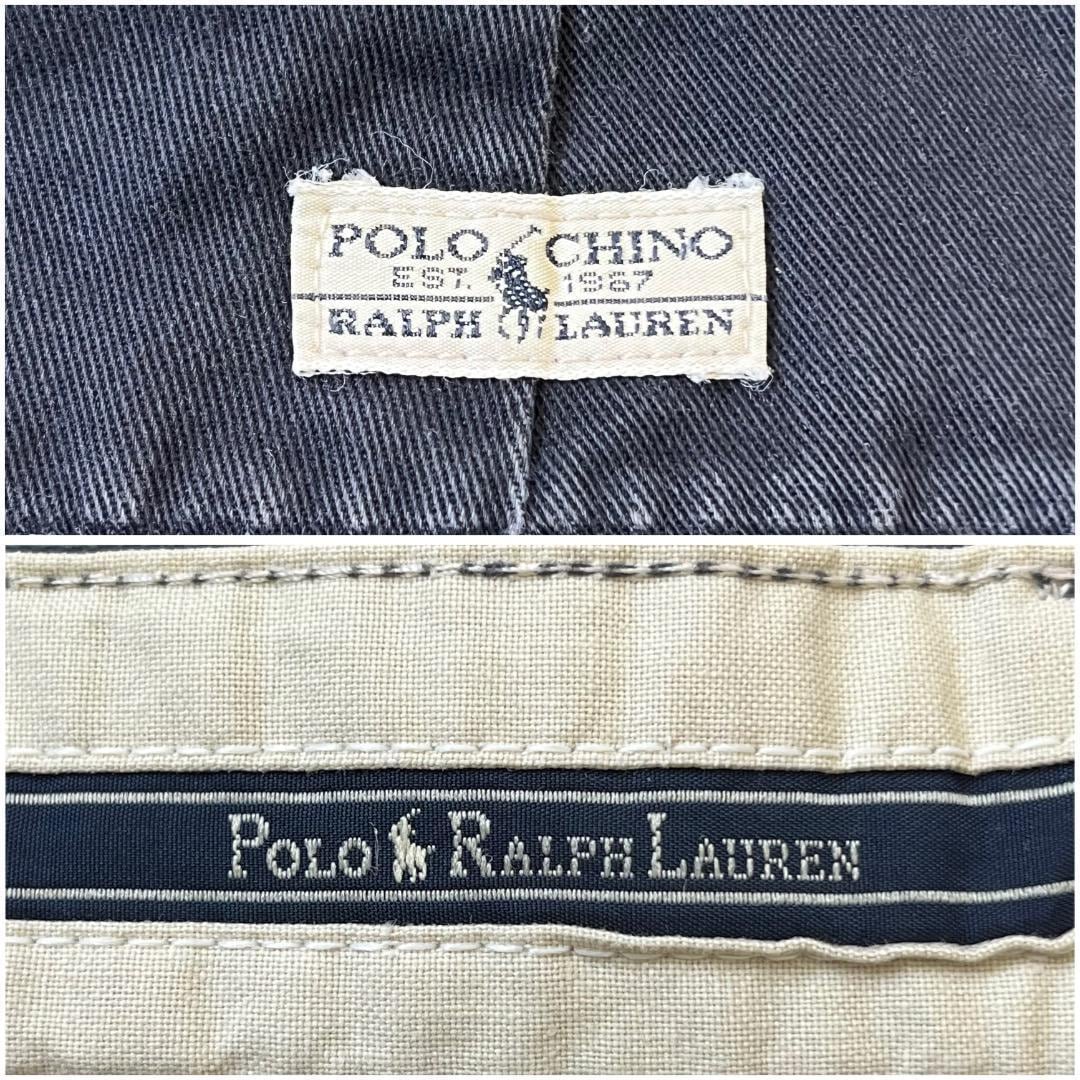 POLO CHINO
EST. 1967
RALPH LAUREN
POLO RALPH LAUREN